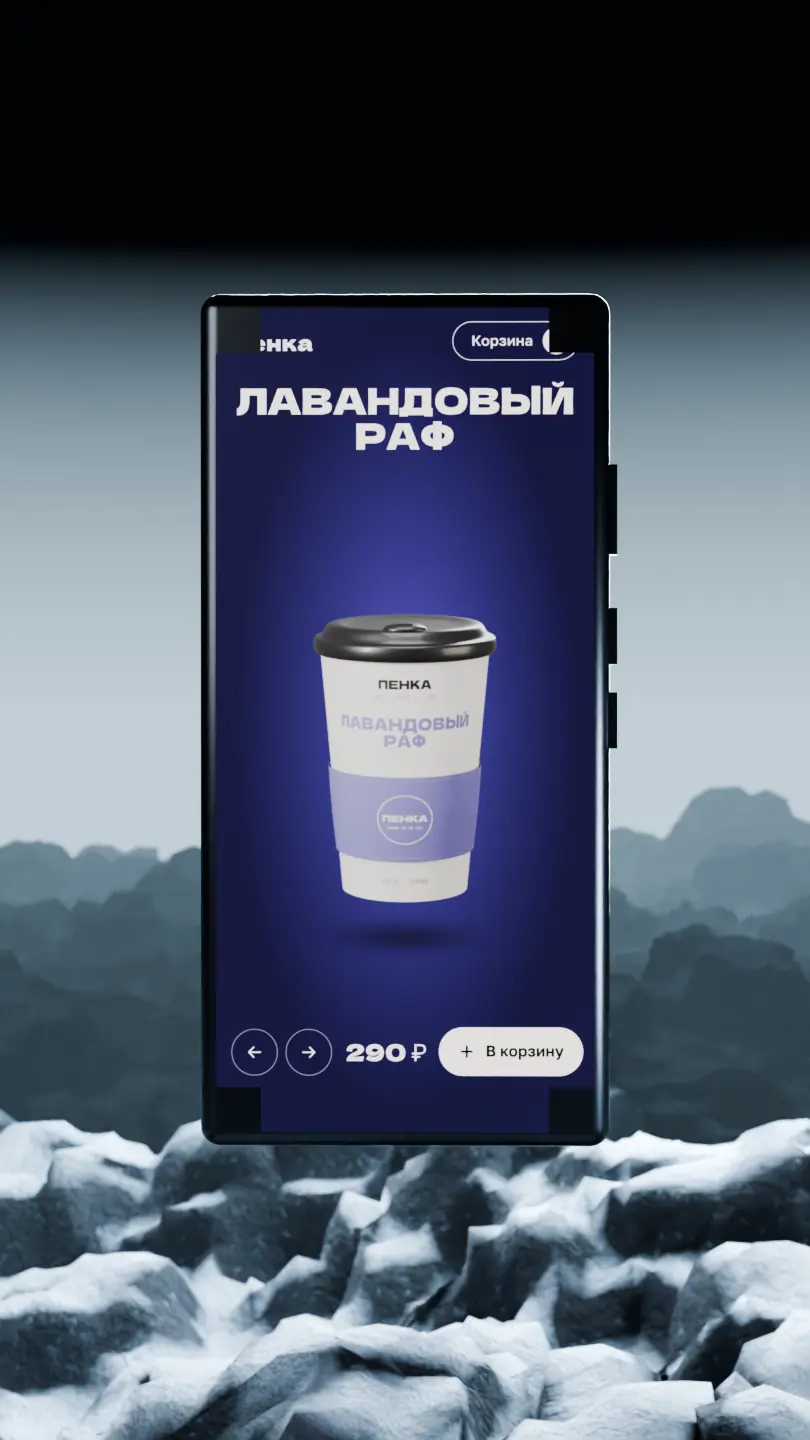 енка
Корзина
ЛАВАНДОВЫЙ
РАФ
ПЕНКА
ЛАВАНДОВЫЙ
РАФ
ПЕНКА
290 ₽
+ В корзину